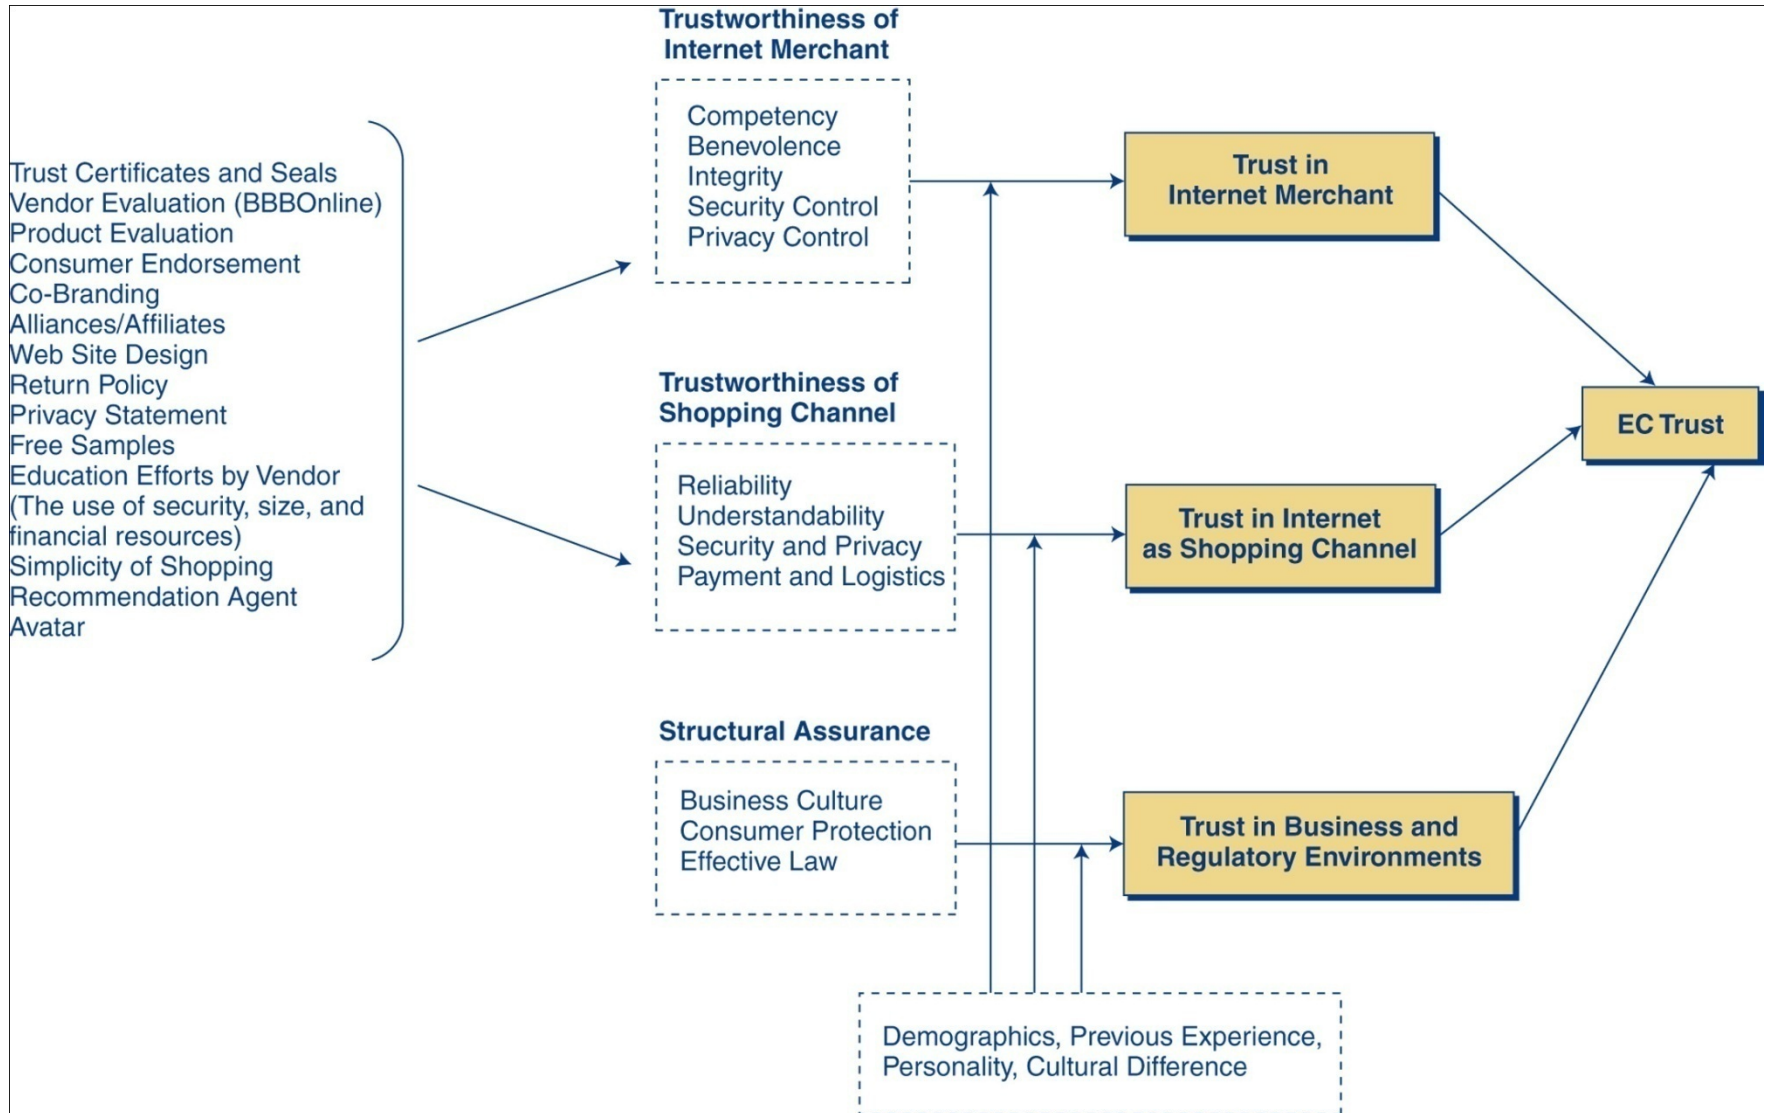 Trustworthiness of
Internet Merchant
Competency
Benevolence
Integrity
Security Control
Privacy Control
Trust in
Internet Merchant
Trust Certificates and Seals
Vendor Evaluation (BBBOnline)
Product Evaluation
Consumer Endorsement
Co-Branding
Alliances/Affiliates
Web Site Design
Return Policy
Privacy Statement
Free Samples
Education Efforts by Vendor
(The use of security, size, and
financial resources)
Simplicity of Shopping
Recommendation Agent
Avatar
Trustworthiness of
Shopping Channel
Reliability
Understandability
Security and Privacy
Payment and Logistics
Trust in Internet
as Shopping Channel
EC Trust
Structural Assurance
Business Culture
Consumer Protection
Effective Law
Trust in Business and
Regulatory Environments
Demographics, Previous Experience,
Personality, Cultural Difference